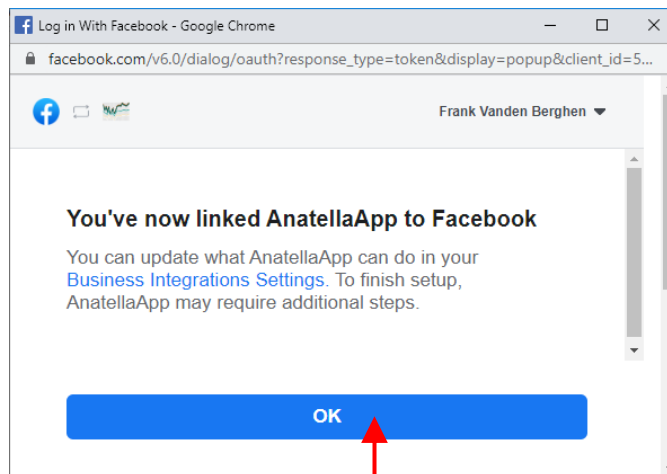 Log in With Facebook - Google Chrome
facebook.com/v6.0/dialog/oauth?response_type=token&display=popup&client_id=5...
Frank Vanden Berghen
You've now linked AnatellaApp to Facebook
You can update what AnatellaApp can do in your
Business Integrations Settings. To finish setup,
AnatellaApp may require additional steps.
OK